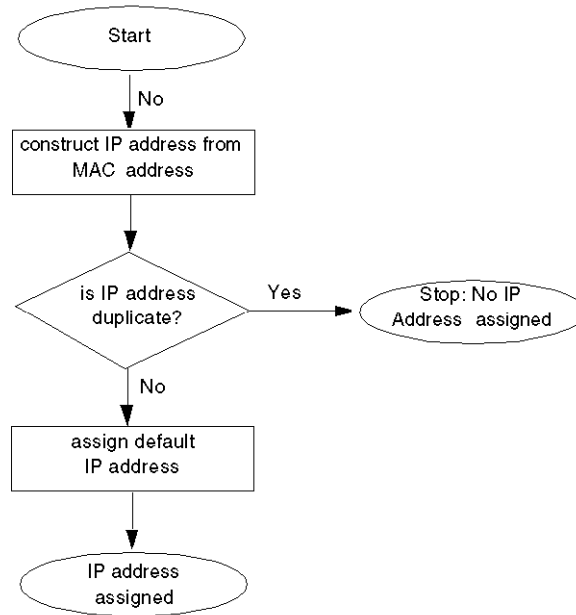 Start
No
construct IP address from
MAC address
is IP address
duplicate?
Yes
Stop: No IP
Address assigned
No
assign default
IP address
IP address
assigned